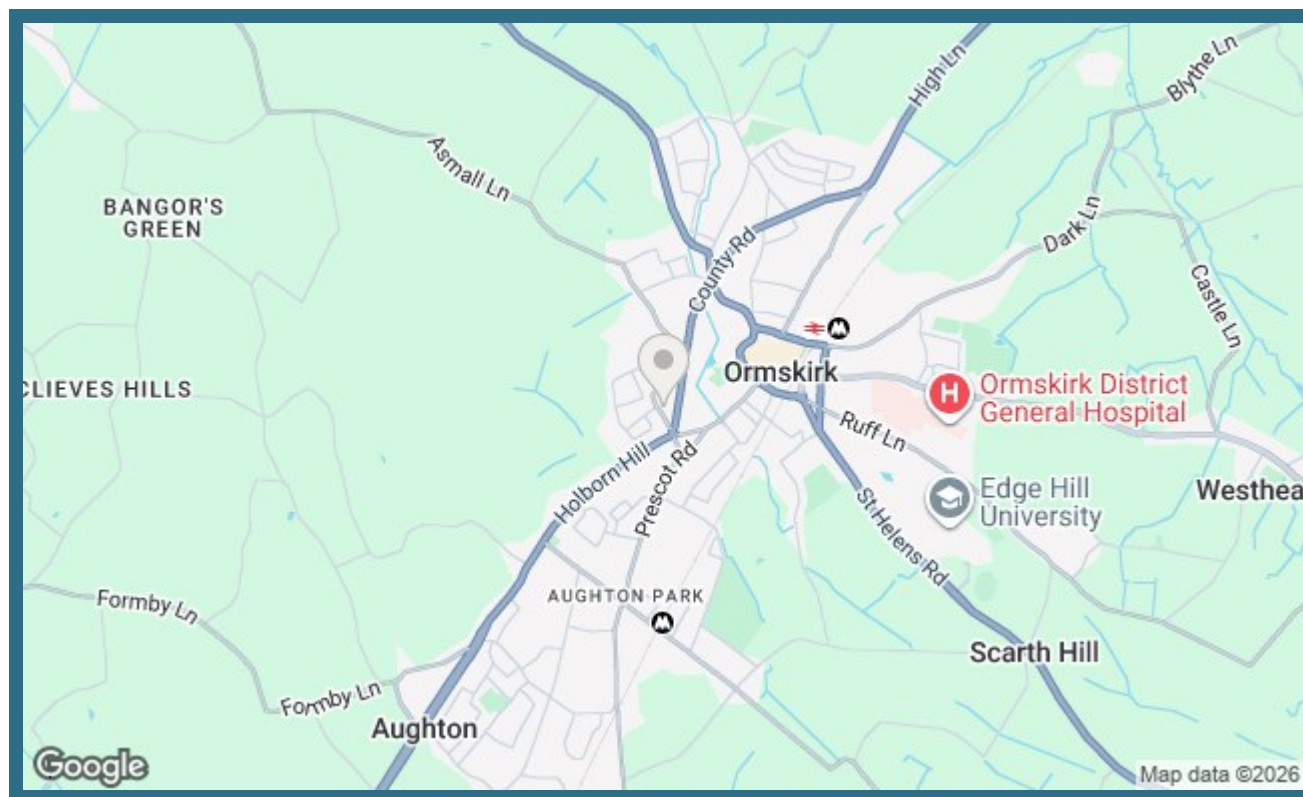 High Ln
Blythe Ln
Asmall Ln
BANGOR'S
GREEN
County Rd
Dark Ln
Castle Ln
Ormskirk
CLIEVES HILLS
H
Ormskirk District
General Hospital
Ruff Ln
Holborn Hill
Prescot Rd
St Helens Rd
Edge Hill
University
Westhea
AUGHTON PARK
M
M
Formby Ln
Scarth Hill
Formby Ln
Aughton
Google
Map data ©2026